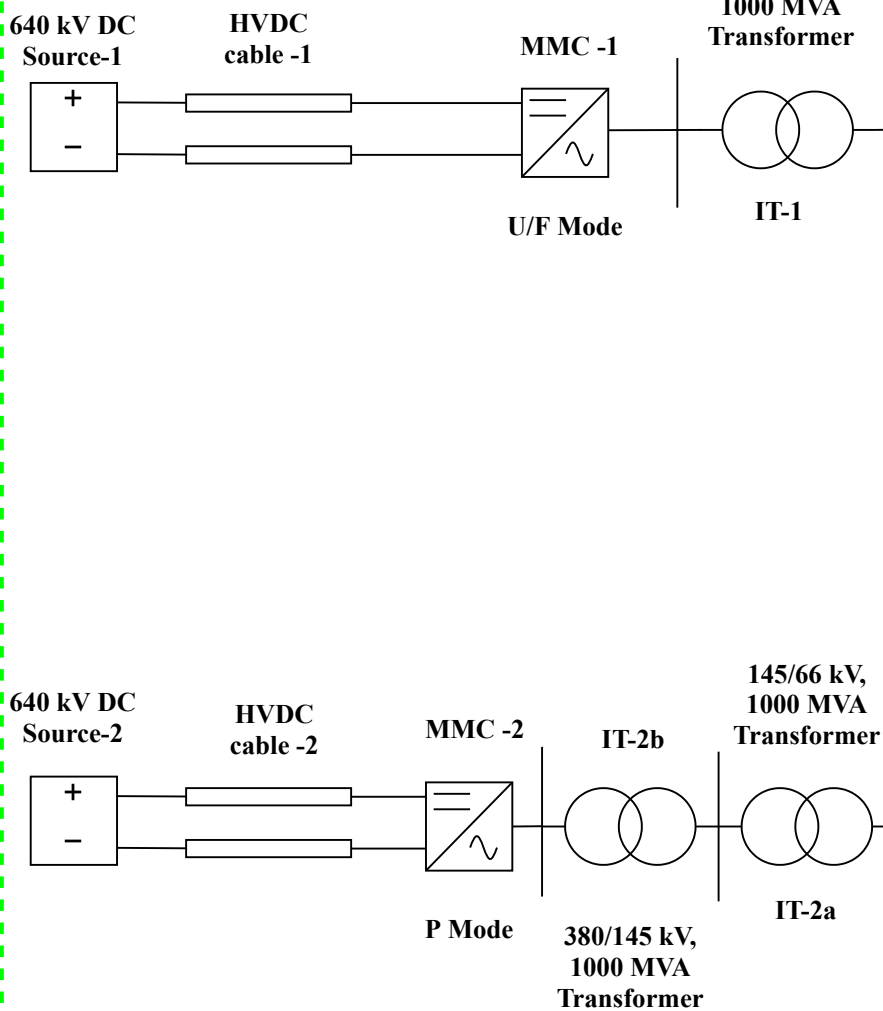 640 kV DC
Source-1
HVDC
cable -1
MMC -1
1000 MVA
Transformer
+
−
U/F Mode
IT-1
640 kV DC
Source-2
HVDC
cable -2
MMC -2
IT-2b
145/66 kV,
1000 MVA
Transformer
+
−
P Mode
380/145 kV,
1000 MVA
Transformer
IT-2a